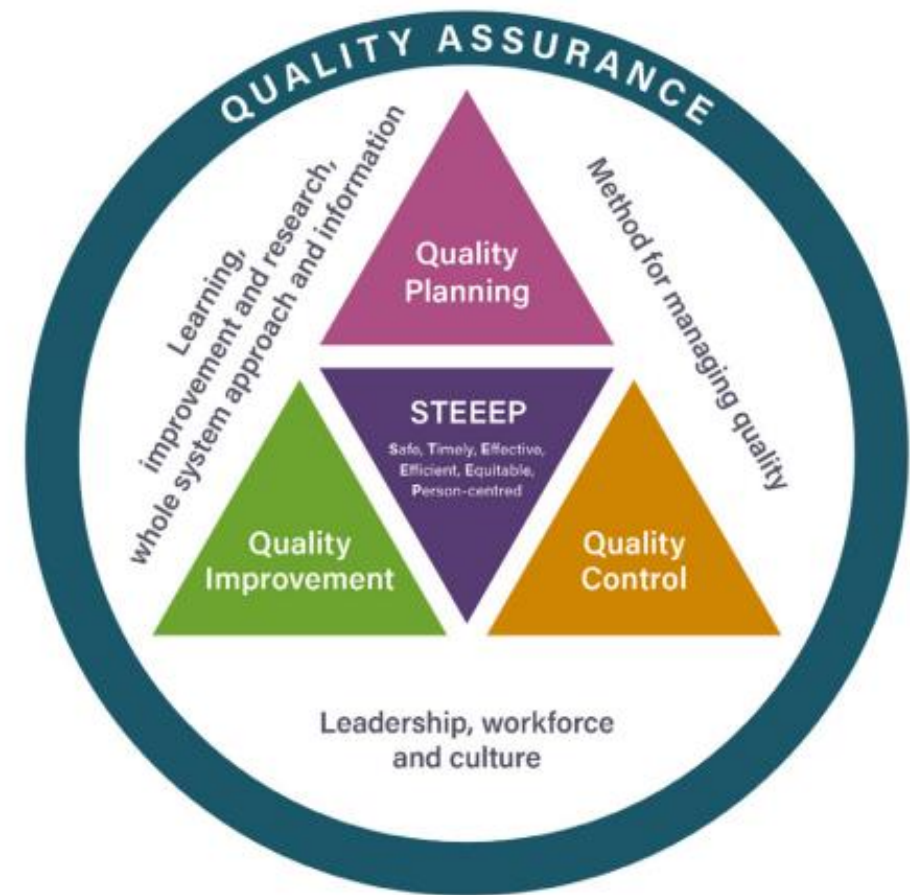 QUALITY ASSURANCE
Learning,
improvement and research,
whole system approach and information
Method for managing quality
Quality
Planning
STEEEP
Safe, Timely, Effective,
Efficient, Equitable,
Person-centred
Quality
Improvement
Quality
Control
Leadership, workforce
and culture